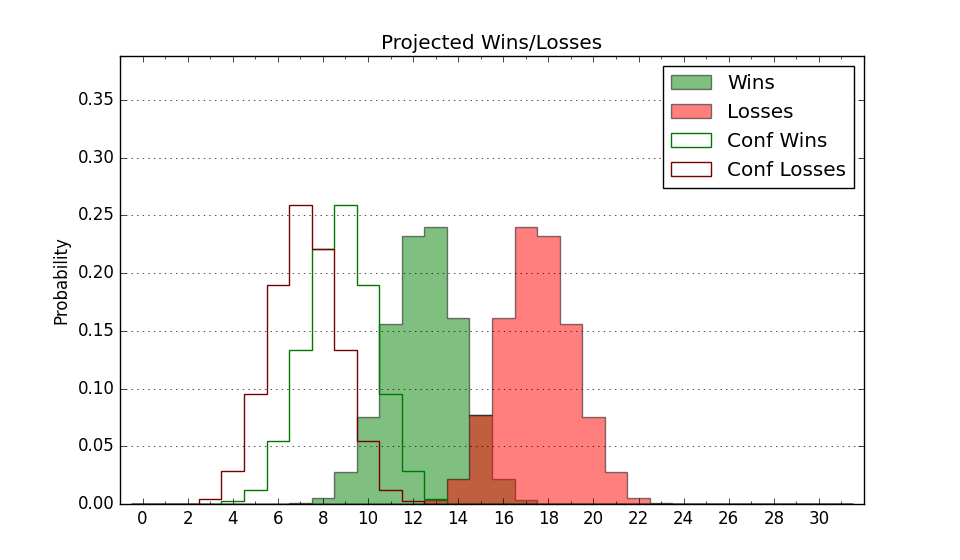 Projected Wins/Losses
Wins
Losses
Conf Wins
Conf Losses
Probability
0.35
0.30
0.25
0.20
0.15
0.10
0.05
0.00
0 2 4 6 8 10 12 14 16 18 20 22 24 26 28 30